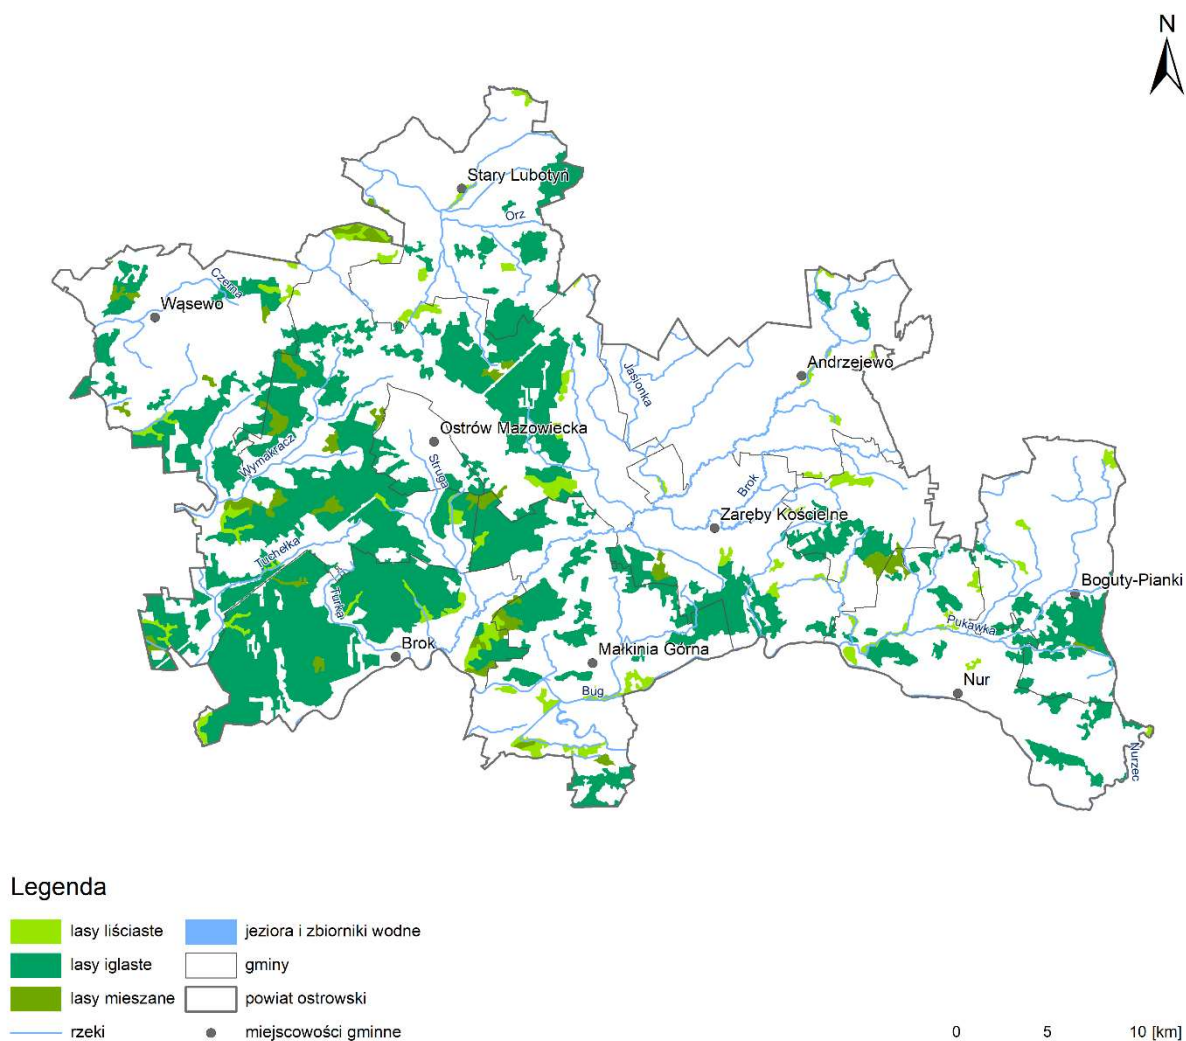 N
Stary Lubotyń
Orz
Czerna
Wąsewo
Jasionka
Andrzejewo
Ostrów Mazowiecka
Wymakracz
Struga
Brok
Zaręby Kościelne
Tuchełka
Turka
Boguty-Pianki
Pukawka
Brok
Małkinia Górna
Bug
Nur
Nurzec
Legenda
lasy liściaste
jeziora i zbiorniki wodne
lasy iglaste
gminy
lasy mieszane
powiat ostrowski
rzeki
miejscowości gminne
0 5 10 [km]